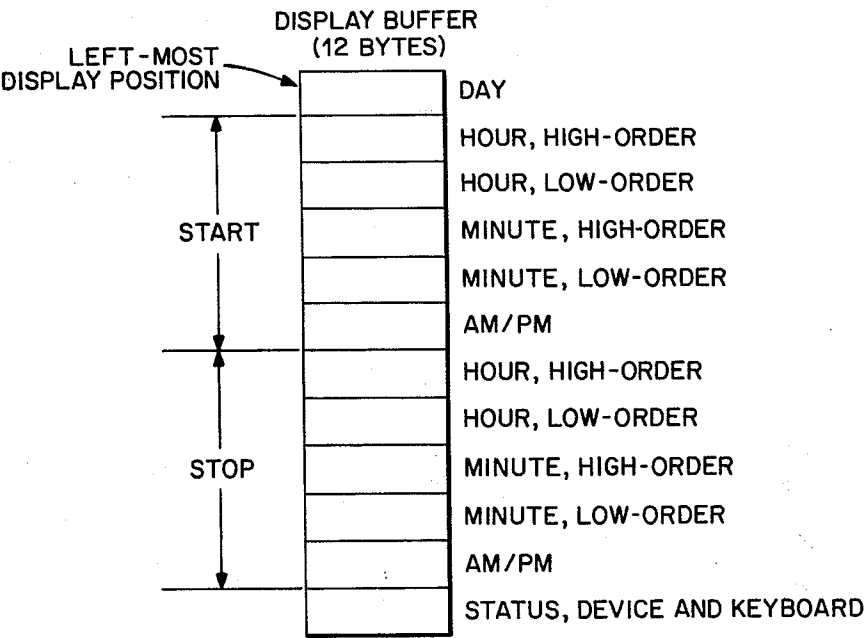 DISPLAY BUFFER
(12 BYTES)
LEFT-MOST
DISPLAY POSITION
DAY
HOUR, HIGH-ORDER
HOUR, LOW-ORDER
START
MINUTE, HIGH-ORDER
MINUTE, LOW-ORDER
AM/PM
HOUR, HIGH-ORDER
HOUR, LOW-ORDER
STOP
MINUTE, HIGH-ORDER
MINUTE, LOW-ORDER
AM/PM
STATUS, DEVICE AND KEYBOARD